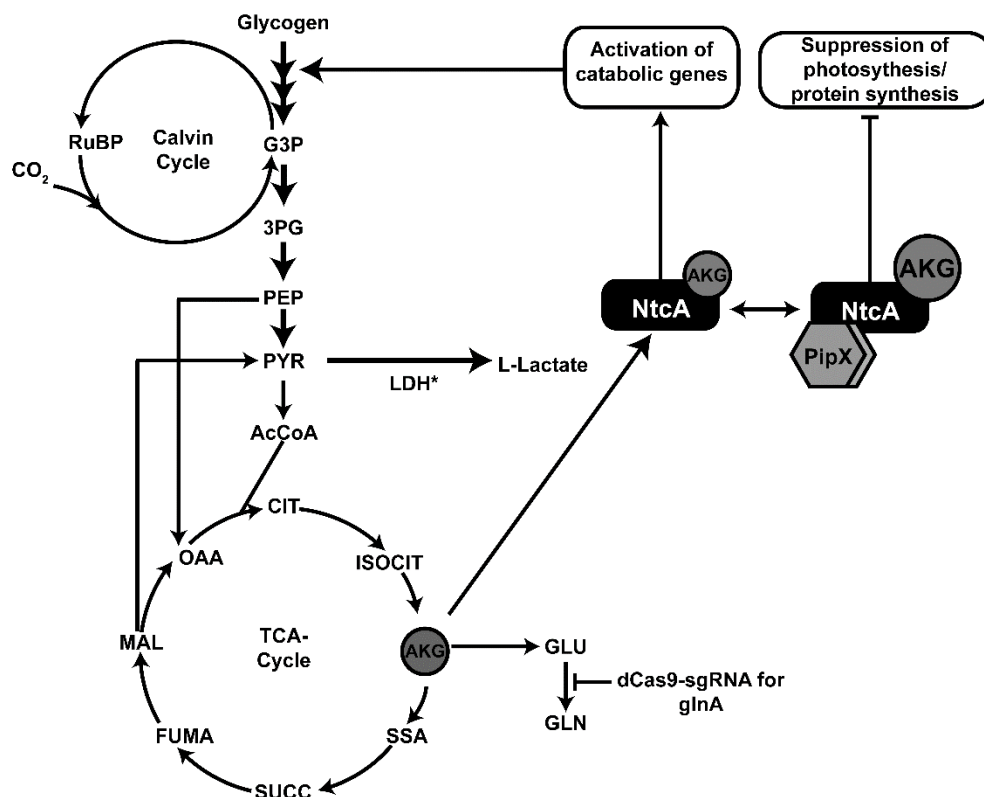 Glycogen
Activation of
catabolic genes
Suppression of
photosythesis/
protein synthesis
RuBP
Calvin
Cycle
G3P
CO2
3PG
AKG
AKG
PEP
NtcA
NtcA
PipX
PYR
LDH*
L-Lactate
AcCoA
CIT
OAA
ISOCIT
MAL
TCA-
Cycle
AKG
GLU
dCas9-sgRNA for
glnA
GLN
FUMA
SSA
SUCC